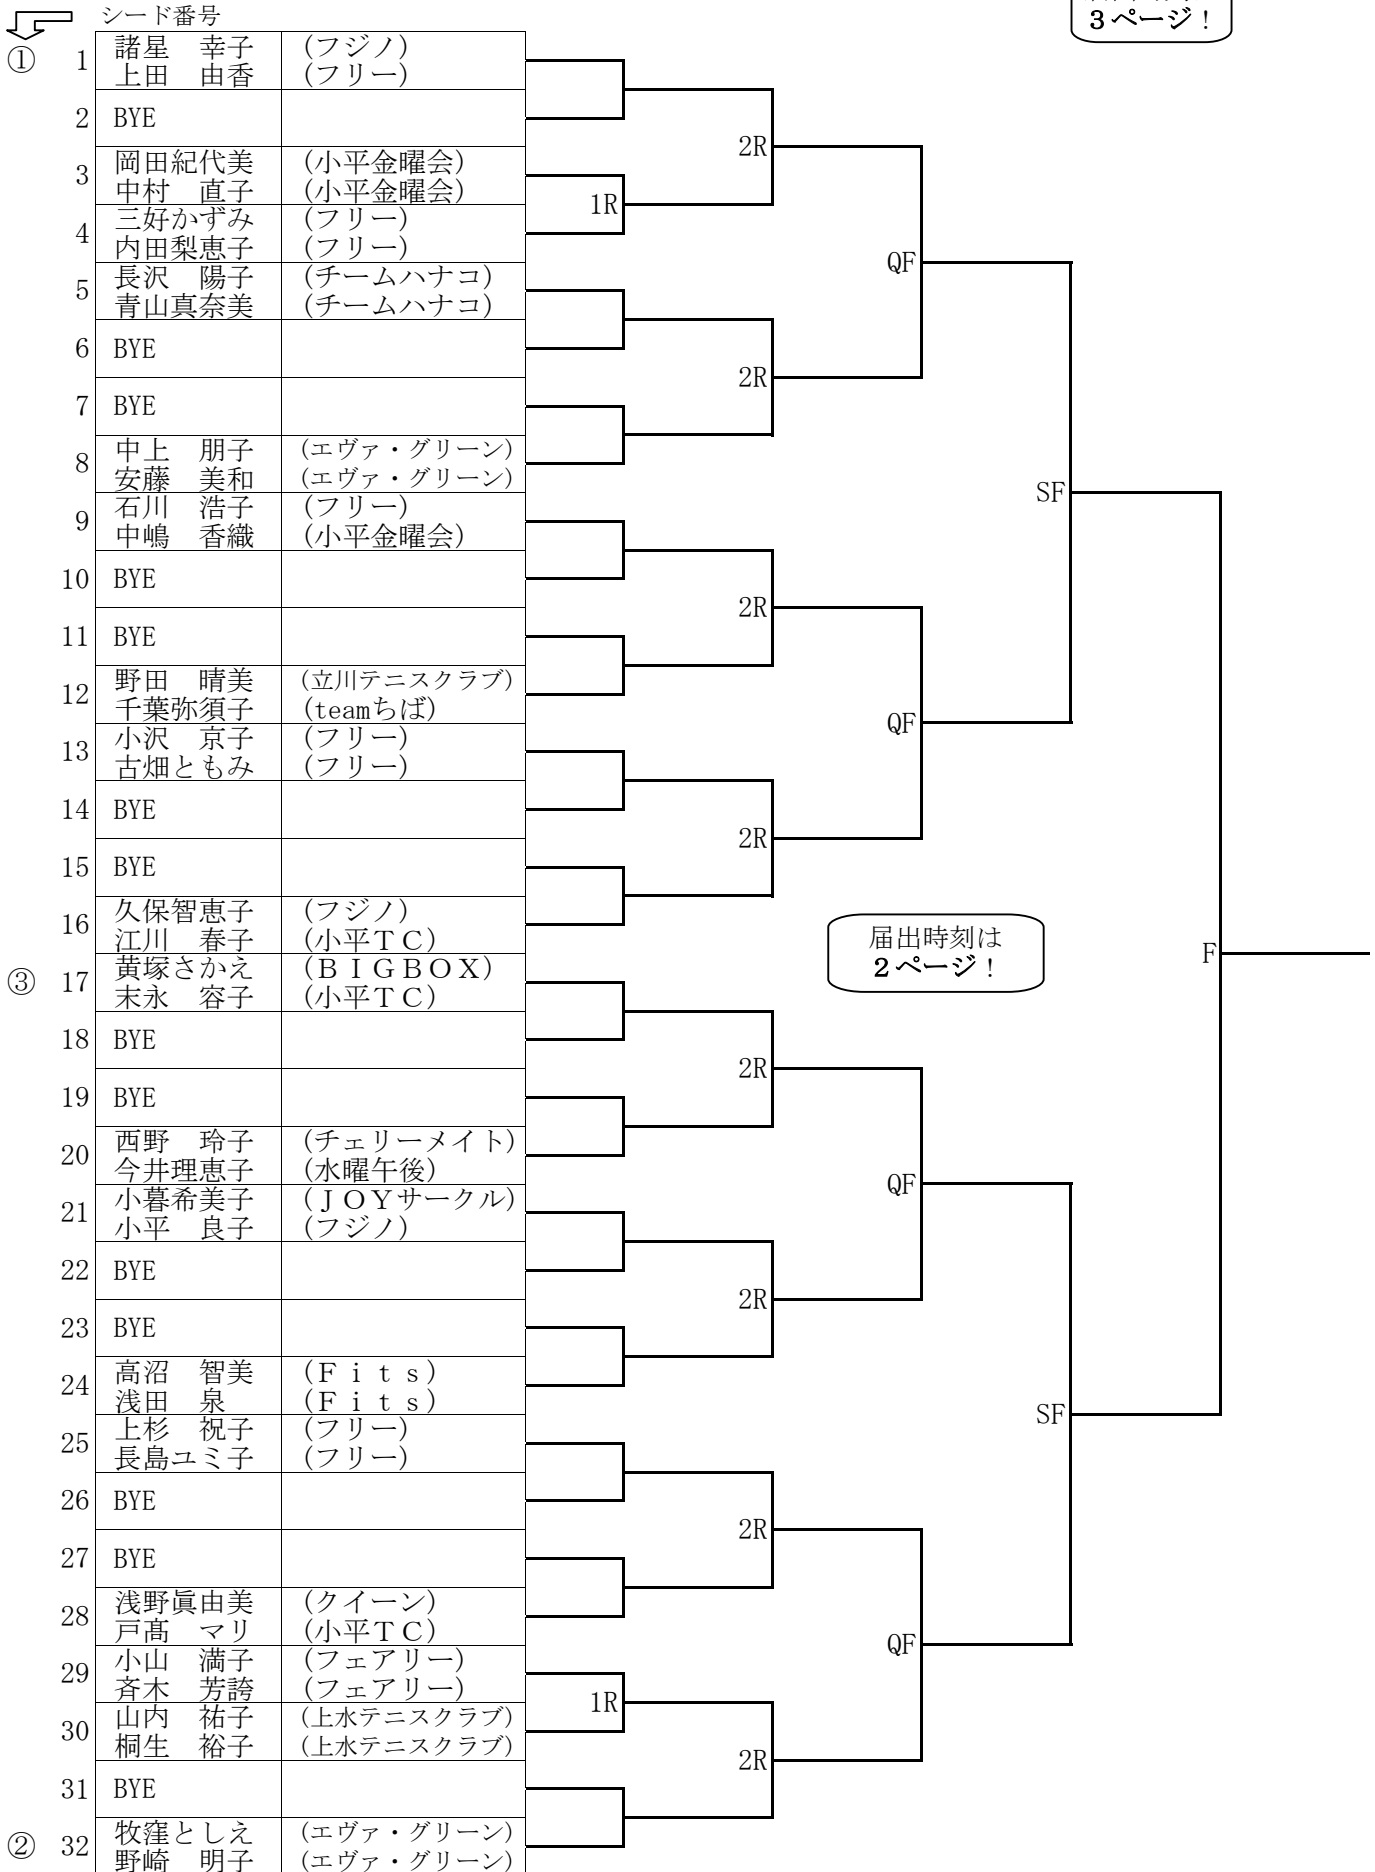 シード番号
3ページ！
① 1 諸星　幸子 (フジノ)
上田　由香 (フリー)
2 BYE
2R
3 岡田紀代美 (小平金曜会)
中村　直子 (小平金曜会)
1R
4 三好かずみ (フリー)
内田梨恵子 (フリー)
QF
5 長沢　陽子 (チームハナコ)
青山真奈美 (チームハナコ)
6 BYE
2R
7 BYE
8 中上　朋子 (エヴァ・グリーン)
安藤　美和 (エヴァ・グリーン)
SF
9 石川　浩子 (フリー)
中嶋　香織 (小平金曜会)
10 BYE
2R
11 BYE
12 野田　晴美 (立川テニスクラブ)
千葉弥須子 (teamちば)
QF
13 小沢　京子 (フリー)
古畑ともみ (フリー)
14 BYE
2R
15 BYE
16 久保智恵子 (フジノ)
江川　春子 (小平ＴＣ)
届出時刻は
2ページ！
F
③ 17 黄塚さかえ (ＢＩＧＢＯＸ)
末永　容子 (小平ＴＣ)
18 BYE
2R
19 BYE
20 西野　玲子 (チェリーメイト)
今井理恵子 (水曜午後)
QF
21 小暮希美子 (ＪＯＹサークル)
小平　良子 (フジノ)
22 BYE
2R
23 BYE
24 高沼　智美 (Ｆｉｔｓ)
浅田　泉 (Ｆｉｔｓ)
SF
25 上杉　祝子 (フリー)
長島ユミ子 (フリー)
26 BYE
2R
27 BYE
28 浅野眞由美 (クイーン)
戸髙　マリ (小平ＴＣ)
QF
29 小山　満子 (フェアリー)
斉木　芳誇 (フェアリー)
1R
30 山内　祐子 (上水テニスクラブ)
桐生　裕子 (上水テニスクラブ)
2R
31 BYE
② 32 牧窪としえ (エヴァ・グリーン)
野崎　明子 (エヴァ・グリーン)